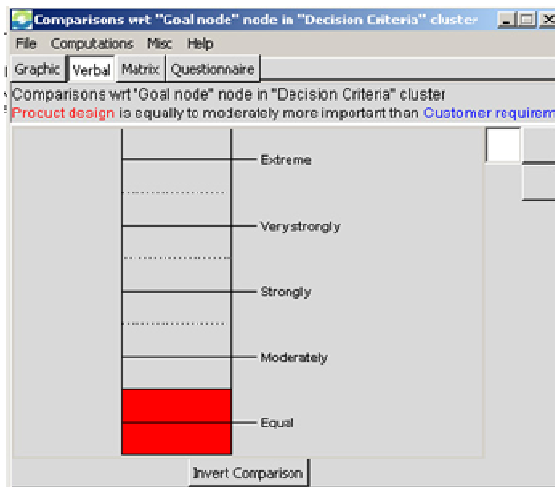 Comparisons wrt "Goal node" node in "Decision Criteria" cluster
File Computations Misc Help
Graphic Verbal Matrix Questionnaire
Comparisons wrt "Goal node" node in "Decision Criteria" cluster
Product design is equally to moderately more important than Customer requirem
Extreme
Verystrongly
Strongly
Moderately
Equal
Invert Comparison